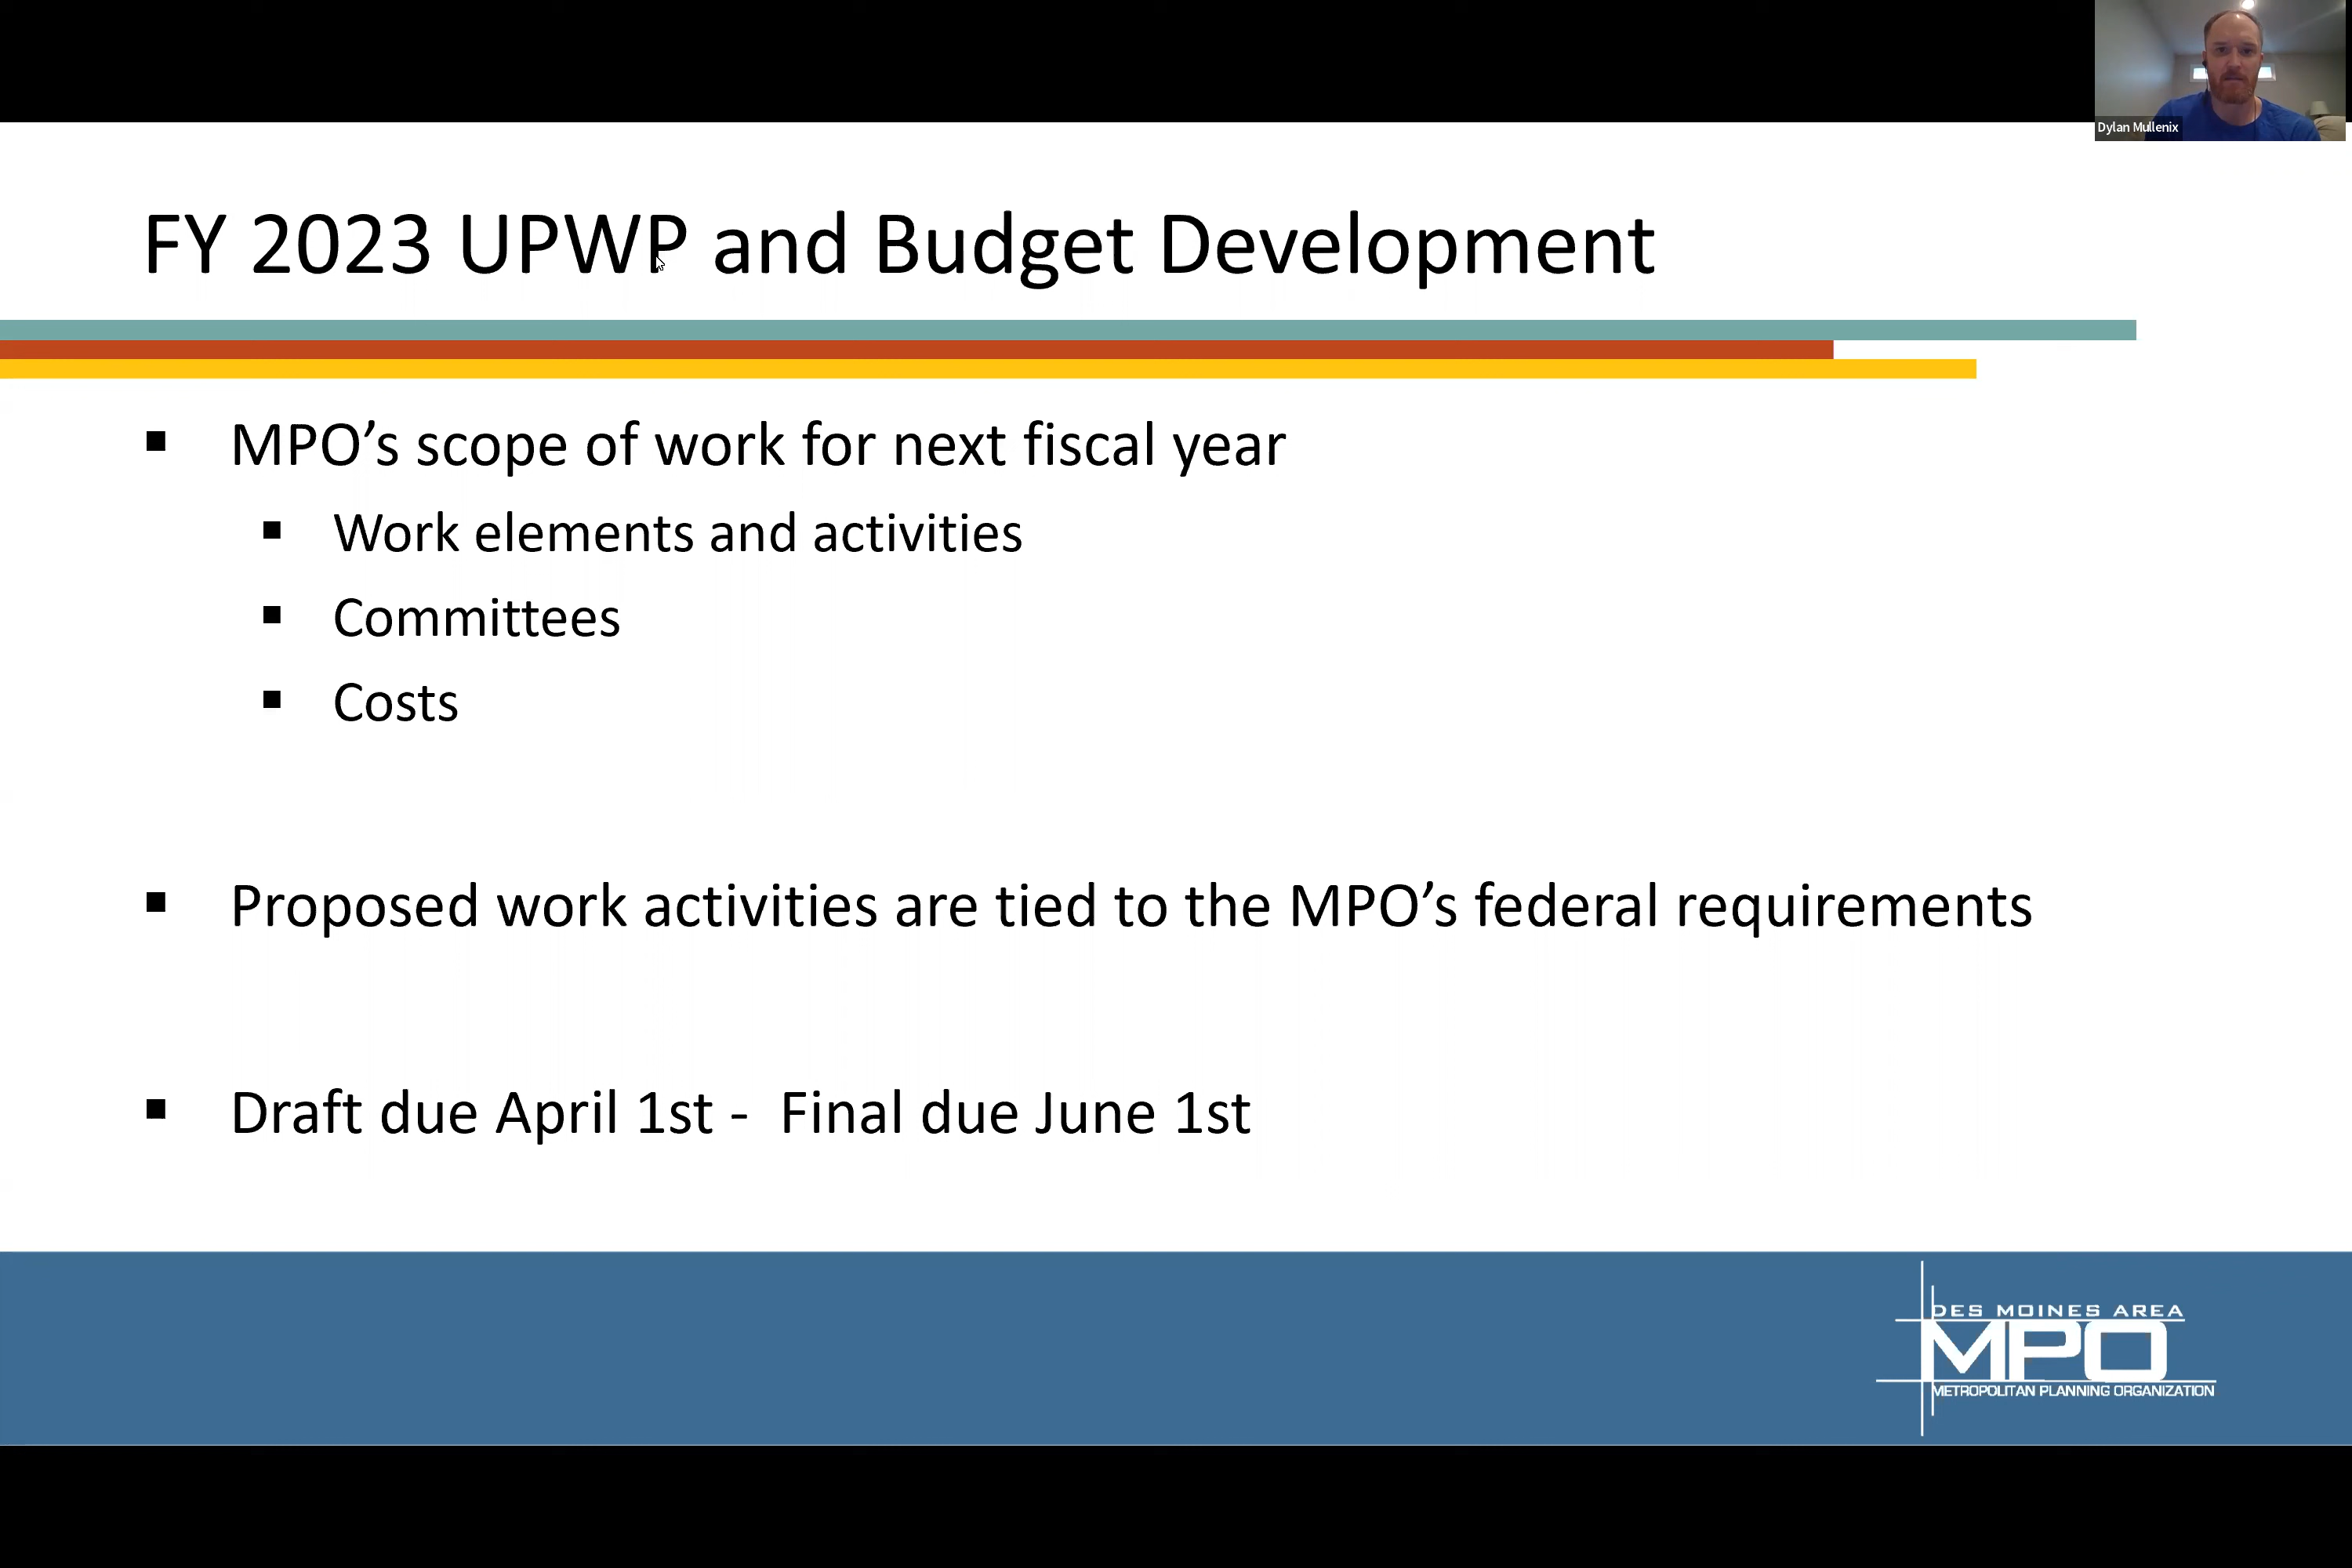 Dylan Mullenix
FY 2023 UPWP and Budget Development
MPO’s scope of work for next fiscal year
Work elements and activities
Committees
Costs
Proposed work activities are tied to the MPO’s federal requirements
Draft due April 1st -  Final due June 1st
DES MOINES AREA
MPO
METROPOLITAN PLANNING ORGANIZATION